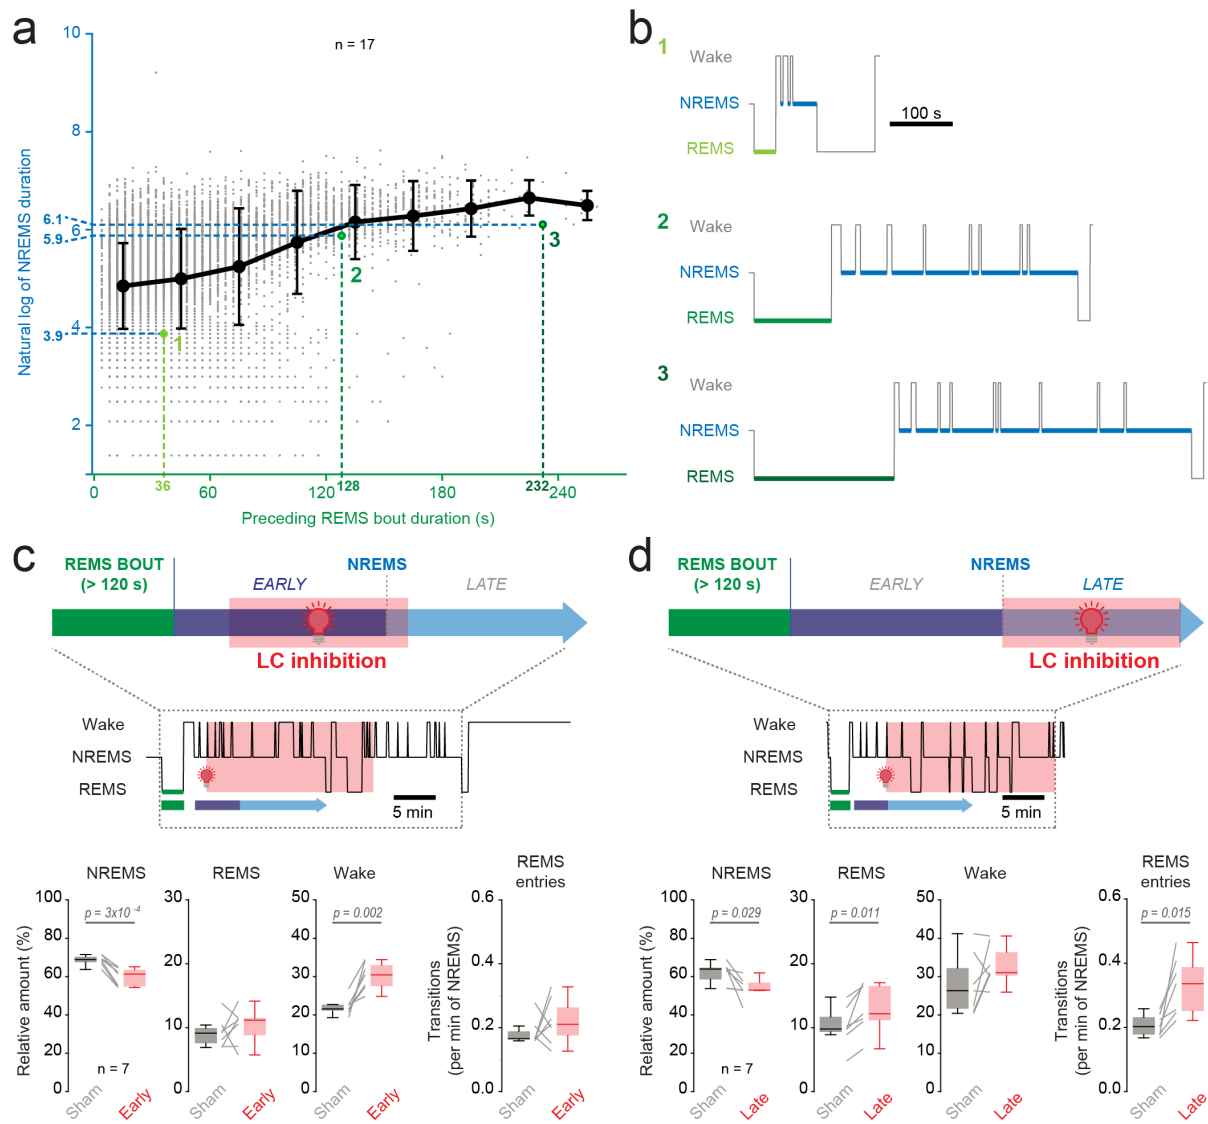 a
n = 17
10
8
6.1
6
5.9
4
3.9
2
Natural log of NREMS duration
1
2
3
0
36
60
120
128
180
232
240
Preceding REMS bout duration (s)
b
1
Wake
NREMS
REMS
100 s
2
Wake
NREMS
REMS
3
Wake
NREMS
REMS
c
REMS BOUT
(> 120 s)
NREMS
EARLY
LATE
LC inhibition
Wake
NREMS
REMS
5 min
NREMS
REMS
Wake
REMS
entries
Relative amount (%)
100
80
60
40
20
0
p = 3x10⁻⁴
n = 7
Sham
Early
30
20
10
0
Sham
Early
50
40
30
20
10
0
p = 0.002
Sham
Early
Transitions
(per min of NREMS)
0.6
0.4
0.2
0.0
Sham
Early
d
REMS BOUT
(> 120 s)
NREMS
EARLY
LATE
LC inhibition
Wake
NREMS
REMS
5 min
NREMS
REMS
Wake
REMS
entries
Relative amount (%)
100
80
60
40
20
0
p = 0.029
n = 7
Sham
Late
30
20
10
0
p = 0.011
Sham
Late
50
40
30
20
10
0
Sham
Late
Transitions
(per min of NREMS)
0.6
0.4
0.2
0.0
p = 0.015
Sham
Late